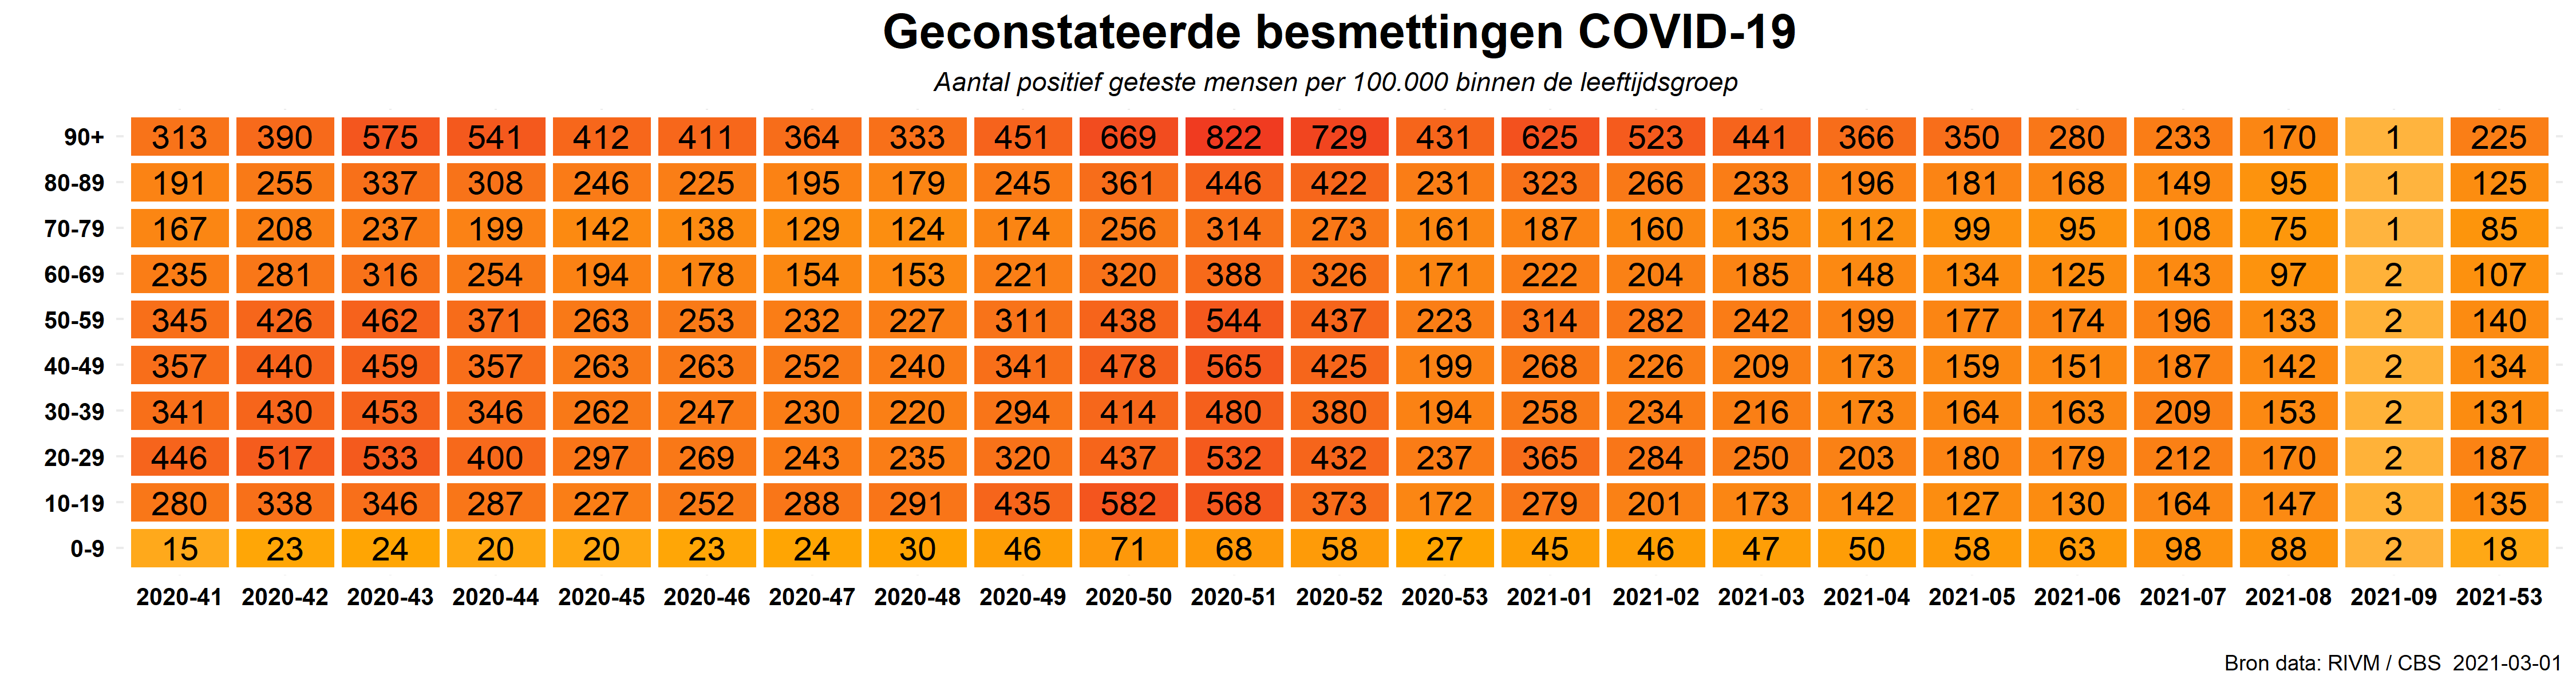 Geconstateerde besmettingen COVID-19
Aantal positief geteste mensen per 100.000 binnen de leeftijdsgroep
90+ 313 390 575 541 412 411 364 333 451 669 822 729 431 625 523 441 366 350 280 233 170 1 225
80-89 191 255 337 308 246 225 195 179 245 361 446 422 231 323 266 233 196 181 168 149 95 1 125
70-79 167 208 237 199 142 138 129 124 174 256 314 273 161 187 160 135 112 99 95 108 75 1 85
60-69 235 281 316 254 194 178 154 153 221 320 388 326 171 222 204 185 148 134 125 143 97 2 107
50-59 345 426 462 371 263 253 232 227 311 438 544 437 223 314 282 242 199 177 174 196 133 2 140
40-49 357 440 459 357 263 263 252 240 341 478 565 425 199 268 226 209 173 159 151 187 142 2 134
30-39 341 430 453 346 262 247 230 220 294 414 480 380 194 258 234 216 173 164 163 209 153 2 131
20-29 446 517 533 400 297 269 243 235 320 437 532 432 237 365 284 250 203 180 179 212 170 2 187
10-19 280 338 346 287 227 252 288 291 435 582 568 373 172 279 201 173 142 127 130 164 147 3 135
0-9 15 23 24 20 20 23 24 30 46 71 68 58 27 45 46 47 50 58 63 98 88 2 18
2020-41 2020-42 2020-43 2020-44 2020-45 2020-46 2020-47 2020-48 2020-49 2020-50 2020-51 2020-52 2020-53 2021-01 2021-02 2021-03 2021-04 2021-05 2021-06 2021-07 2021-08 2021-09 2021-53
Bron data: RIVM / CBS 2021-03-01